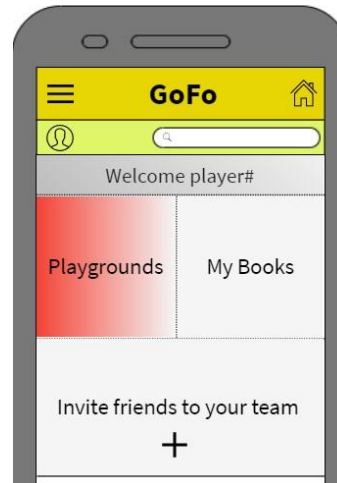 GoFo
Welcome player#
Playgrounds
My Books
Invite friends to your team
+